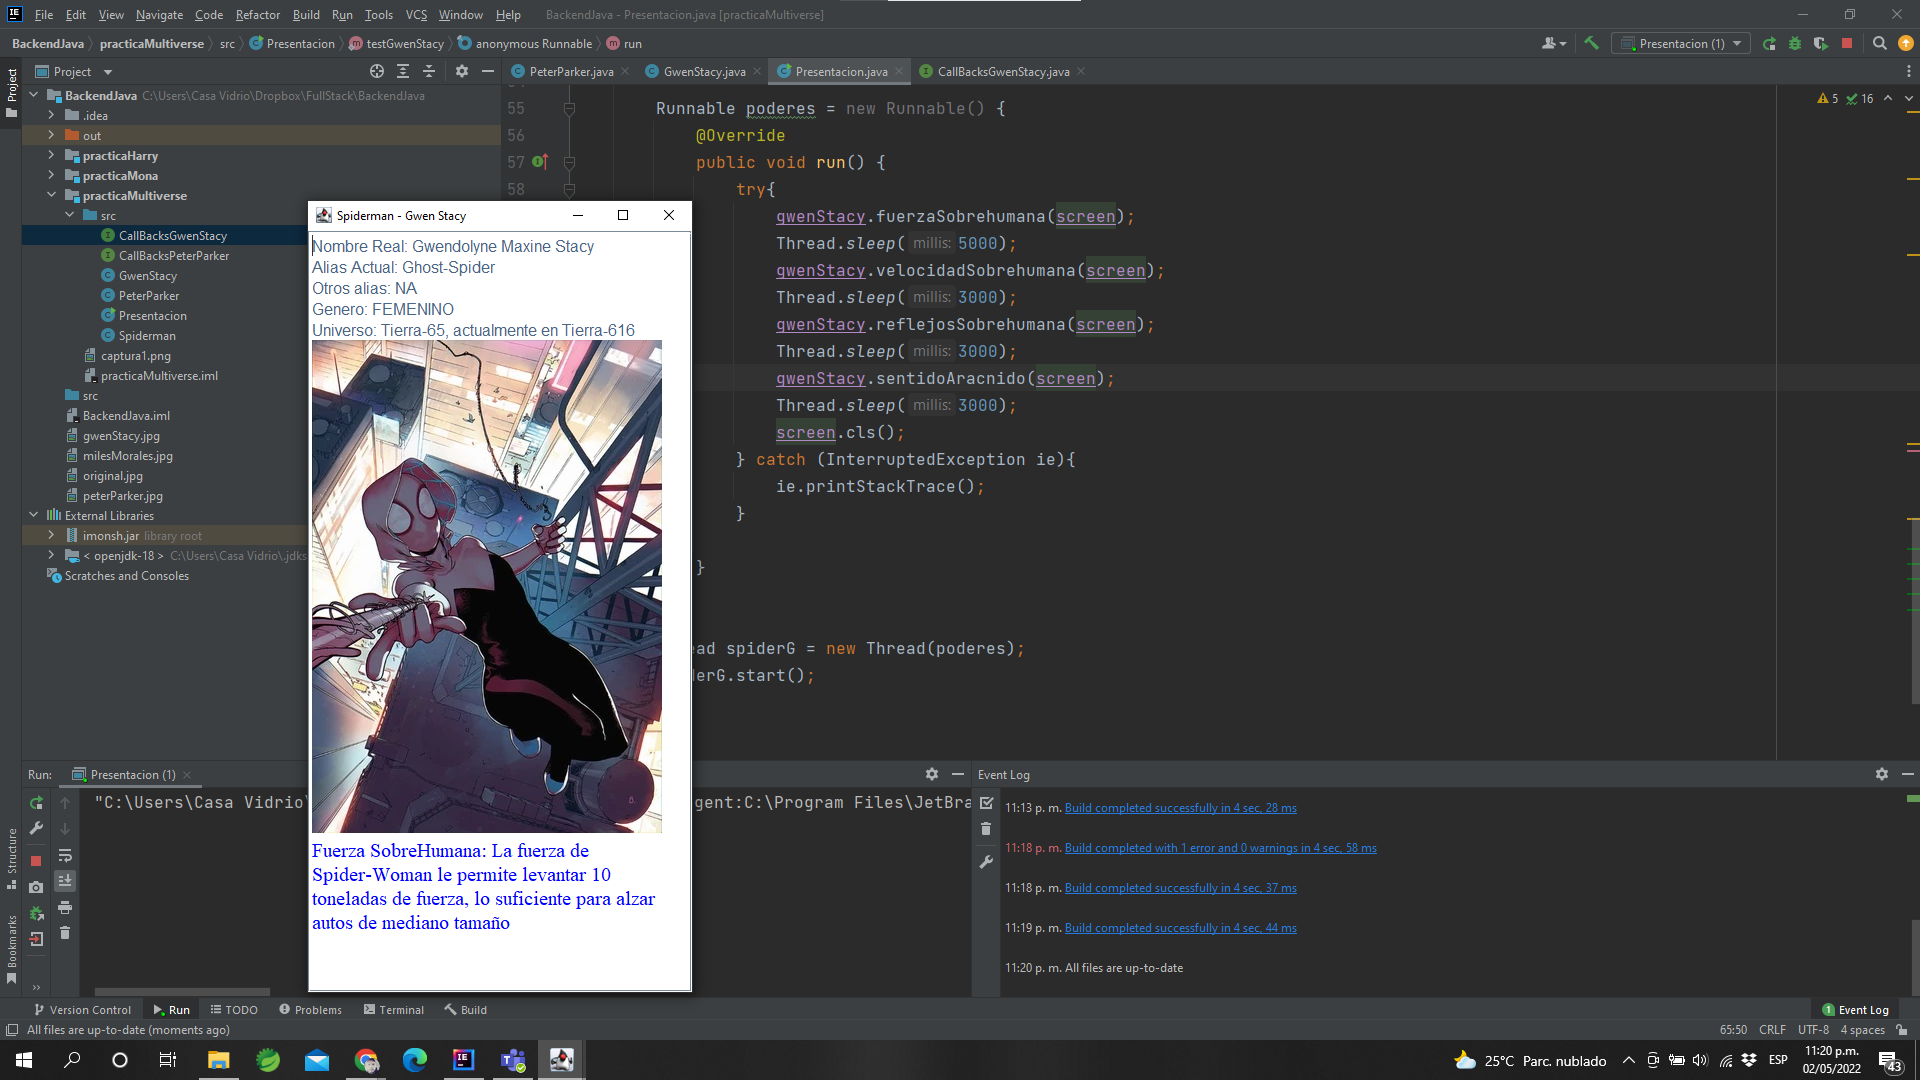 File Edit View Navigate Code Refactor Build Run Tools VCS Window Help BackendJava - Presentacion.java [practicaMultiverse]
BackendJava practicaMultiverse src Presentacion testGwenStacy anonymous Runnable run
Presentacion (1)
Project
PeterParker.java GwenStacy.java Presentacion.java CallBacksGwenStacy.java
Project
BackendJava C:\Users\Casa Vidrio\Dropbox\FullStack\BackendJava
.idea
out
practicaHarry
practicaMona
practicaMultiverse
src
CallBacksGwenStacy
CallBacksPeterParker
GwenStacy
PeterParker
Presentacion
Spiderman
captura1.png
practicaMultiverse.iml
src
BackendJava.iml
gwenStacy.jpg
milesMorales.jpg
original.jpg
peterParker.jpg
External Libraries
imonsh.jar library root
< openjdk-18 > C:\Users\Casa Vidrio\.jdks
Scratches and Consoles
5 16
55 Runnable poderes = new Runnable() {
56 @Override
57 public void run() {
58 try{
gwenStacy.fuerzaSobrehumana(screen);
Thread.sleep( millis: 5000);
gwenStacy.velocidadSobrehumana(screen);
Thread.sleep( millis: 3000);
gwenStacy.reflejosSobrehumana(screen);
Thread.sleep( millis: 3000);
gwenStacy.sentidoAracnido(screen);
Thread.sleep( millis: 3000);
screen.cls();
} catch (InterruptedException ie){
ie.printStackTrace();
}
}
ead spiderG = new Thread(poderes);
derG.start();
Spiderman - Gwen Stacy
Nombre Real: Gwendolyne Maxine Stacy
Alias Actual: Ghost-Spider
Otros alias: NA
Genero: FEMENINO
Universo: Tierra-65, actualmente en Tierra-616
Fuerza SobreHumana: La fuerza de
Spider-Woman le permite levantar 10
toneladas de fuerza, lo suficiente para alzar
autos de mediano tamaño
Run: Presentacion (1)
"C:\Users\Casa Vidrio\
gent:C:\Program Files\JetBra
Structure
Bookmarks
Event Log
11:13 p. m. Build completed successfully in 4 sec, 28 ms
11:18 p. m. Build completed with 1 error and 0 warnings in 4 sec, 58 ms
11:18 p. m. Build completed successfully in 4 sec, 37 ms
11:19 p. m. Build completed successfully in 4 sec, 44 ms
11:20 p. m. All files are up-to-date
Version Control Run TODO Problems Terminal Build 1 Event Log
All files are up-to-date (moments ago) 65:50 CRLF UTF-8 4 spaces
25°C Parc. nublado ESP 11:20 p.m.
02/05/2022
43